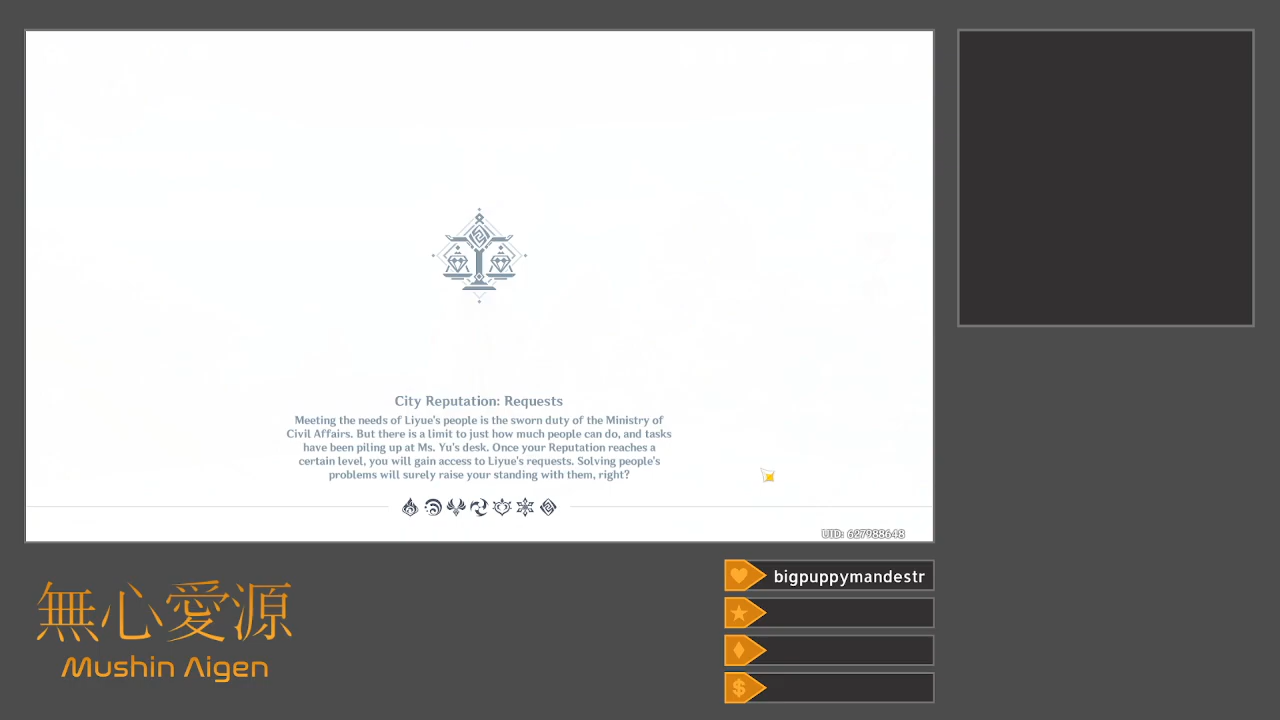 City Reputation: Requests
Meeting the needs of Liyue's people is the sworn duty of the Ministry of
Civil Affairs. But there is a limit to just how much people can do, and tasks
have been piling up at Ms. Yu's desk. Once your Reputation reaches a
certain level, you will gain access to Liyue's requests. Solving people's
problems will surely raise your standing with them, right?
UID: 627988648
bigpuppymandestr
無心愛源
Mushin Aigen
$